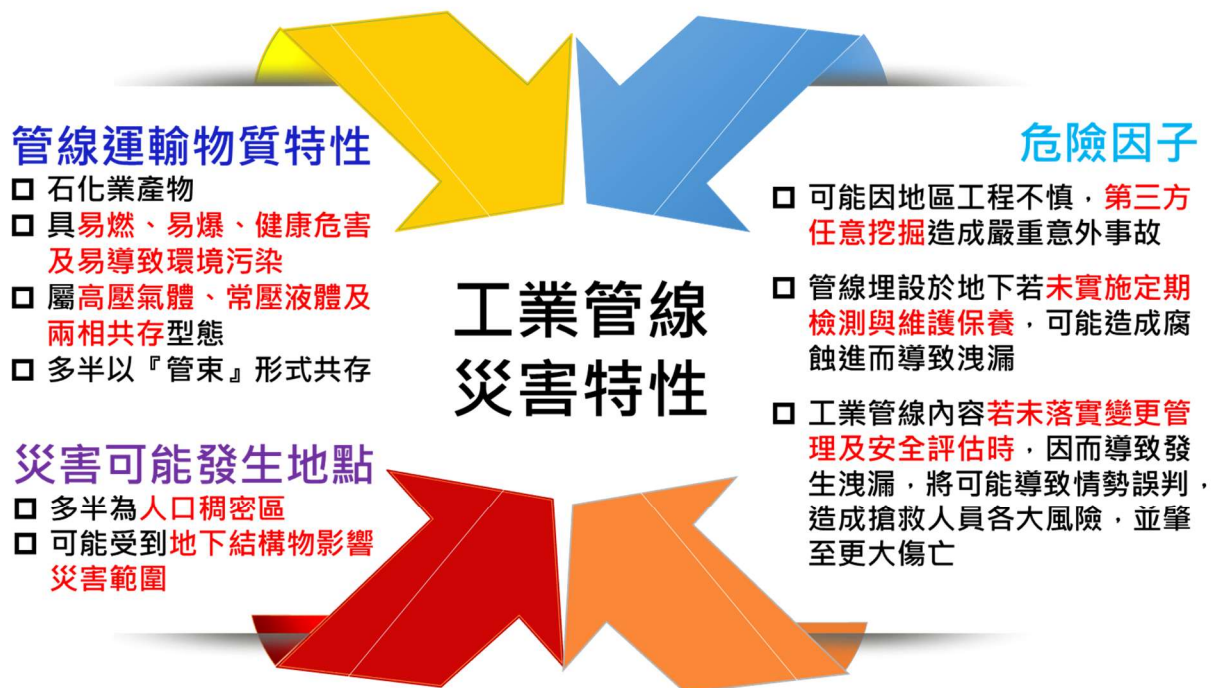 管線運輸物質特性
石化業產物
具易燃、易爆、健康危害
及易導致環境污染
屬高壓氣體、常壓液體及
兩相共存型態
多半以『管束』形式共存
災害可能發生地點
多半為人口稠密區
可能受到地下結構物影響
災害範圍
工業管線
災害特性
危險因子
可能因地區工程不慎，第三方
任意挖掘造成嚴重意外事故
管線埋設於地下若未實施定期
檢測與維護保養，可能造成腐
蝕進而導致洩漏
工業管線內容若未落實變更管
理及安全評估時，因而導致發
生洩漏，將可能導致情勢誤判，
造成搶救人員各大風險，並肇
至更大傷亡